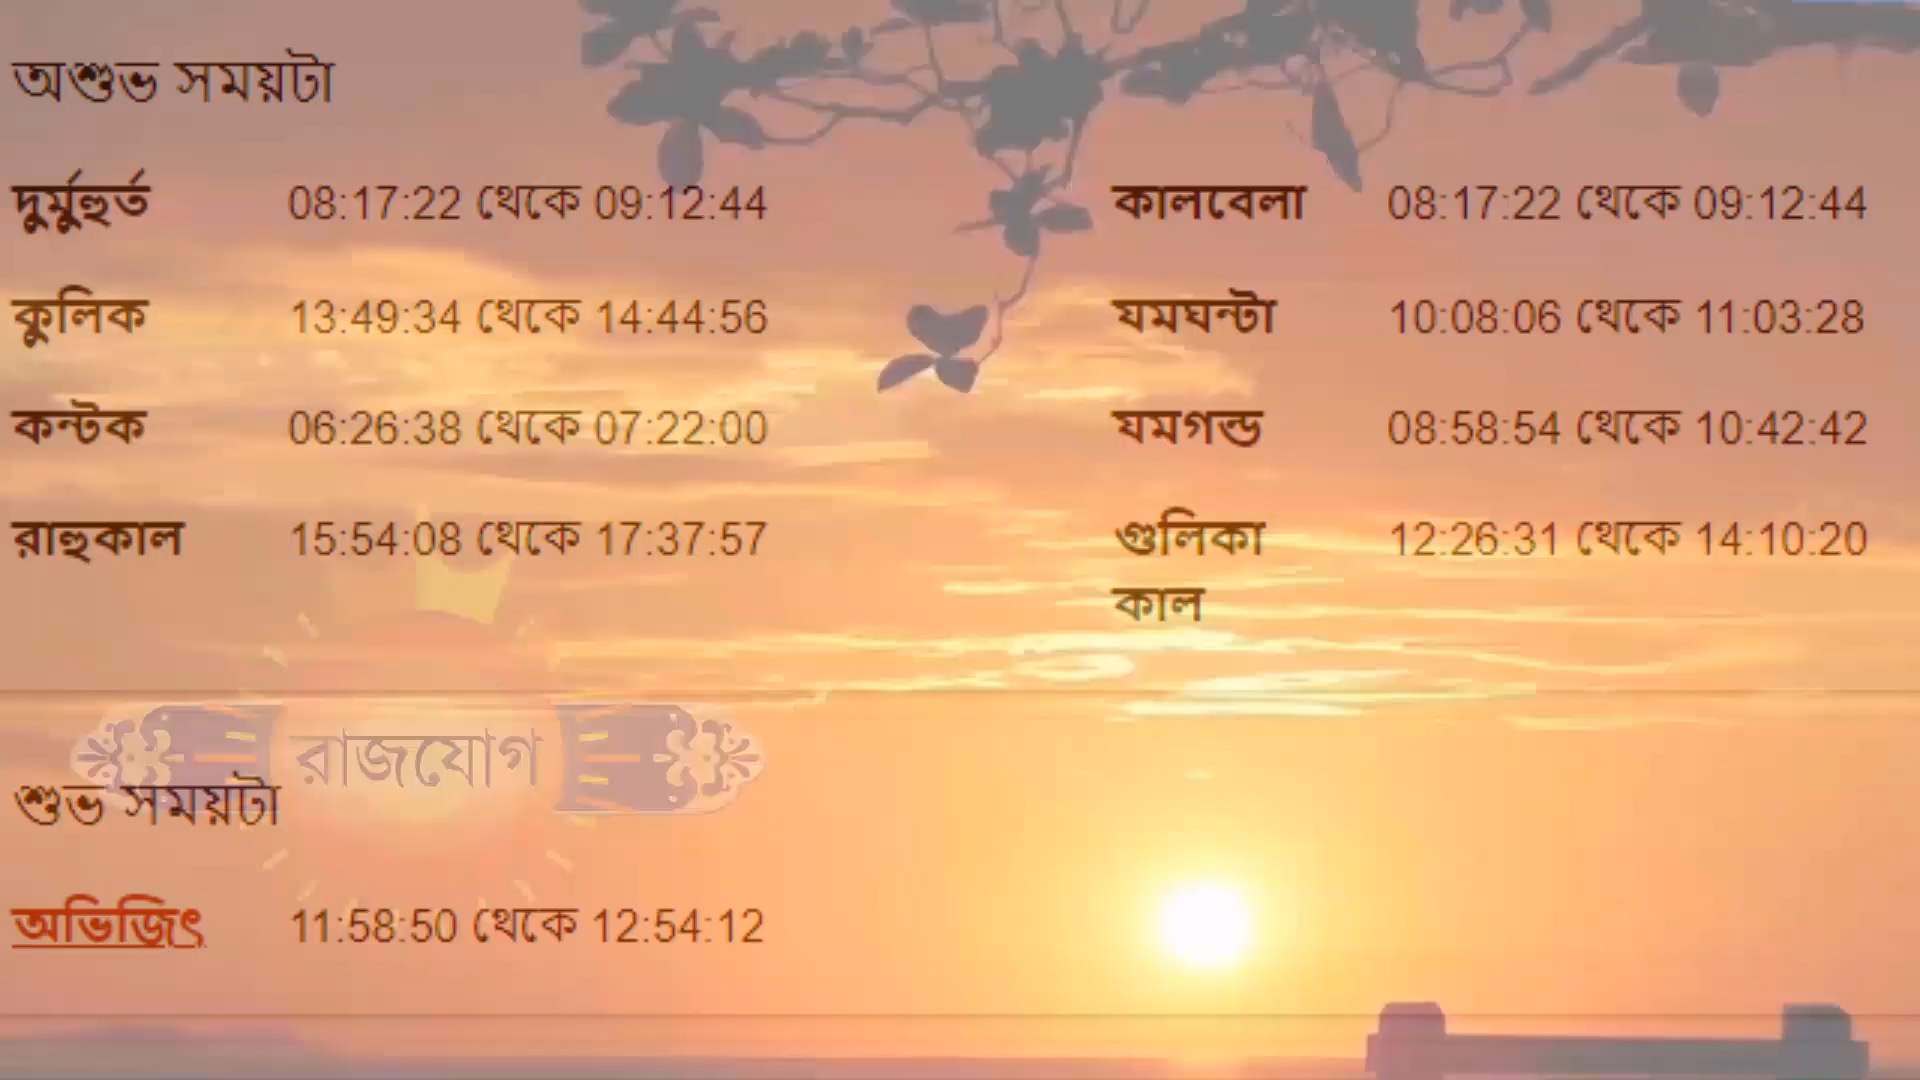 অশুভ সময়টা
দুর্মুহুর্ত 08:17:22 থেকে 09:12:44 কালবেলা 08:17:22 থেকে 09:12:44
কুলিক 13:49:34 থেকে 14:44:56 যমঘন্টা 10:08:06 থেকে 11:03:28
কন্টক 06:26:38 থেকে 07:22:00 যমগন্ড 08:58:54 থেকে 10:42:42
রাহুকাল 15:54:08 থেকে 17:37:57 গুলিকা 12:26:31 থেকে 14:10:20
কাল
রাজযোগ
শুভ সময়টা
অভিজিৎ 11:58:50 থেকে 12:54:12